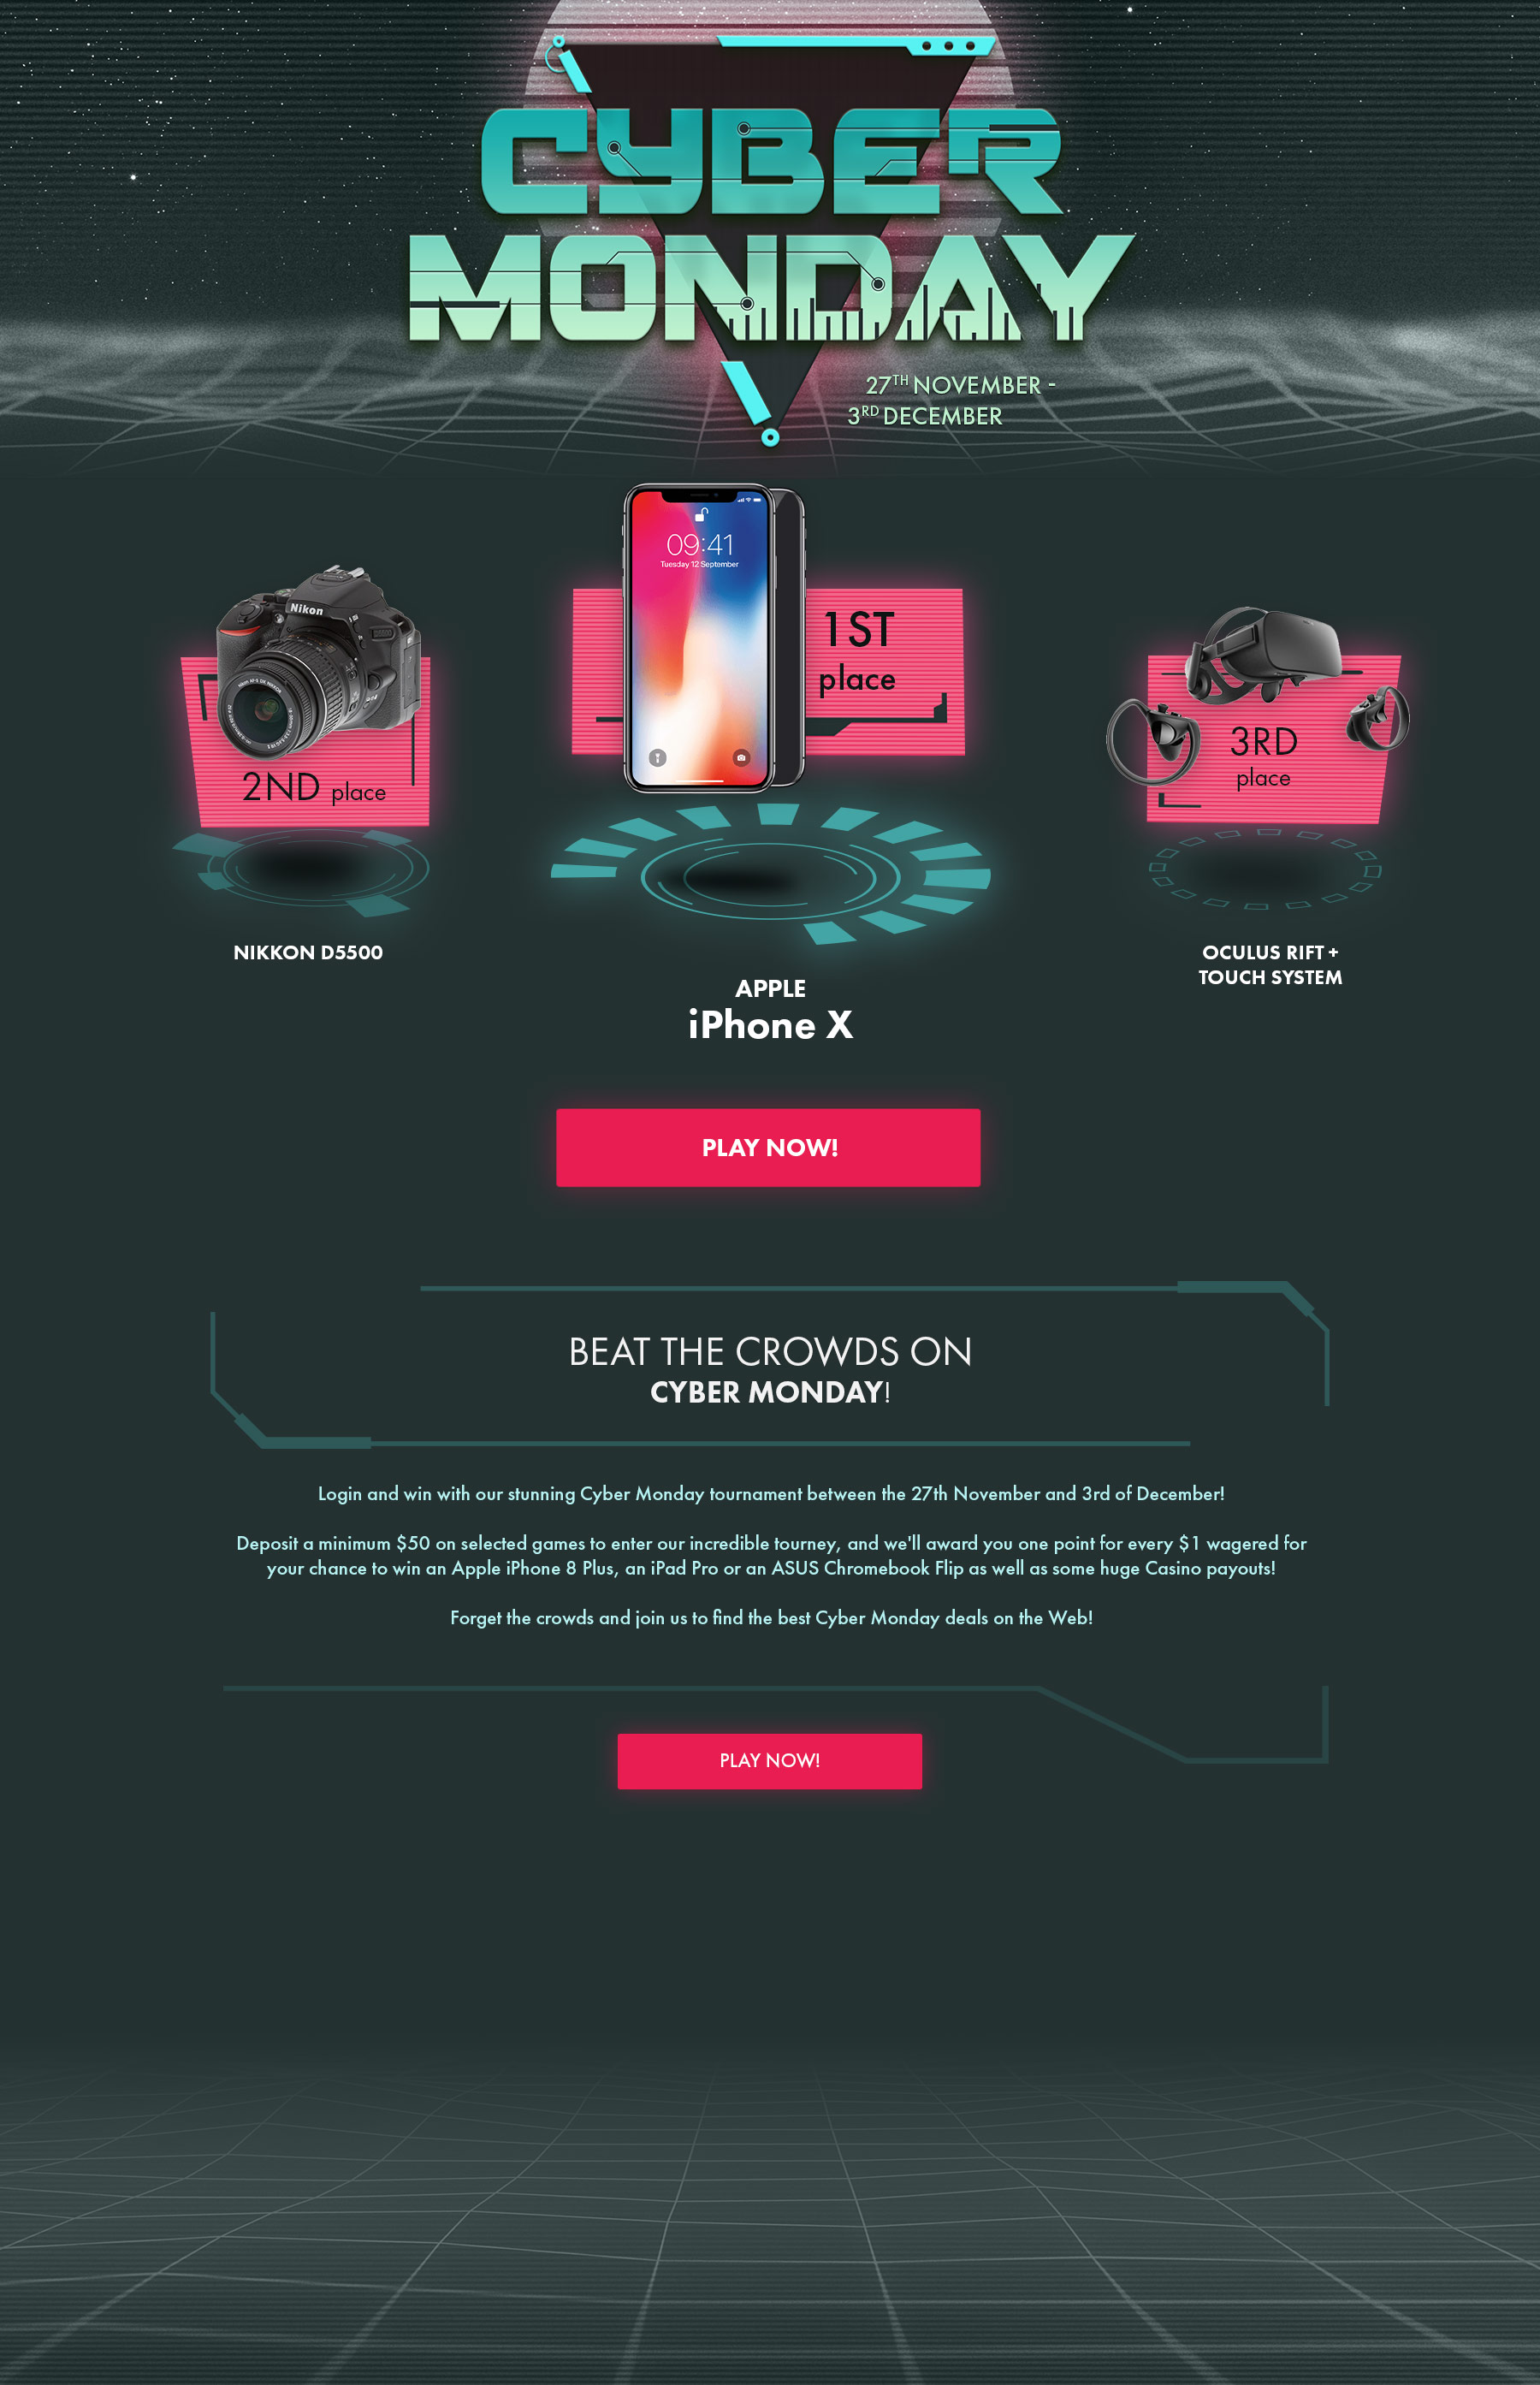 CYBER
MONDAY
27TH NOVEMBER -
3RD DECEMBER
09:41
Tuesday 12 September
1ST
place
Nikon
2ND place
3RD
place
NIKKON D5500
OCULUS RIFT +
TOUCH SYSTEM
APPLE
iPhone X
PLAY NOW!
BEAT THE CROWDS ON
CYBER MONDAY!
Login and win with our stunning Cyber Monday tournament between the 27th November and 3rd of December!
Deposit a minimum $50 on selected games to enter our incredible tourney, and we'll award you one point for every $1 wagered for
your chance to win an Apple iPhone 8 Plus, an iPad Pro or an ASUS Chromebook Flip as well as some huge Casino payouts!
Forget the crowds and join us to find the best Cyber Monday deals on the Web!
PLAY NOW!